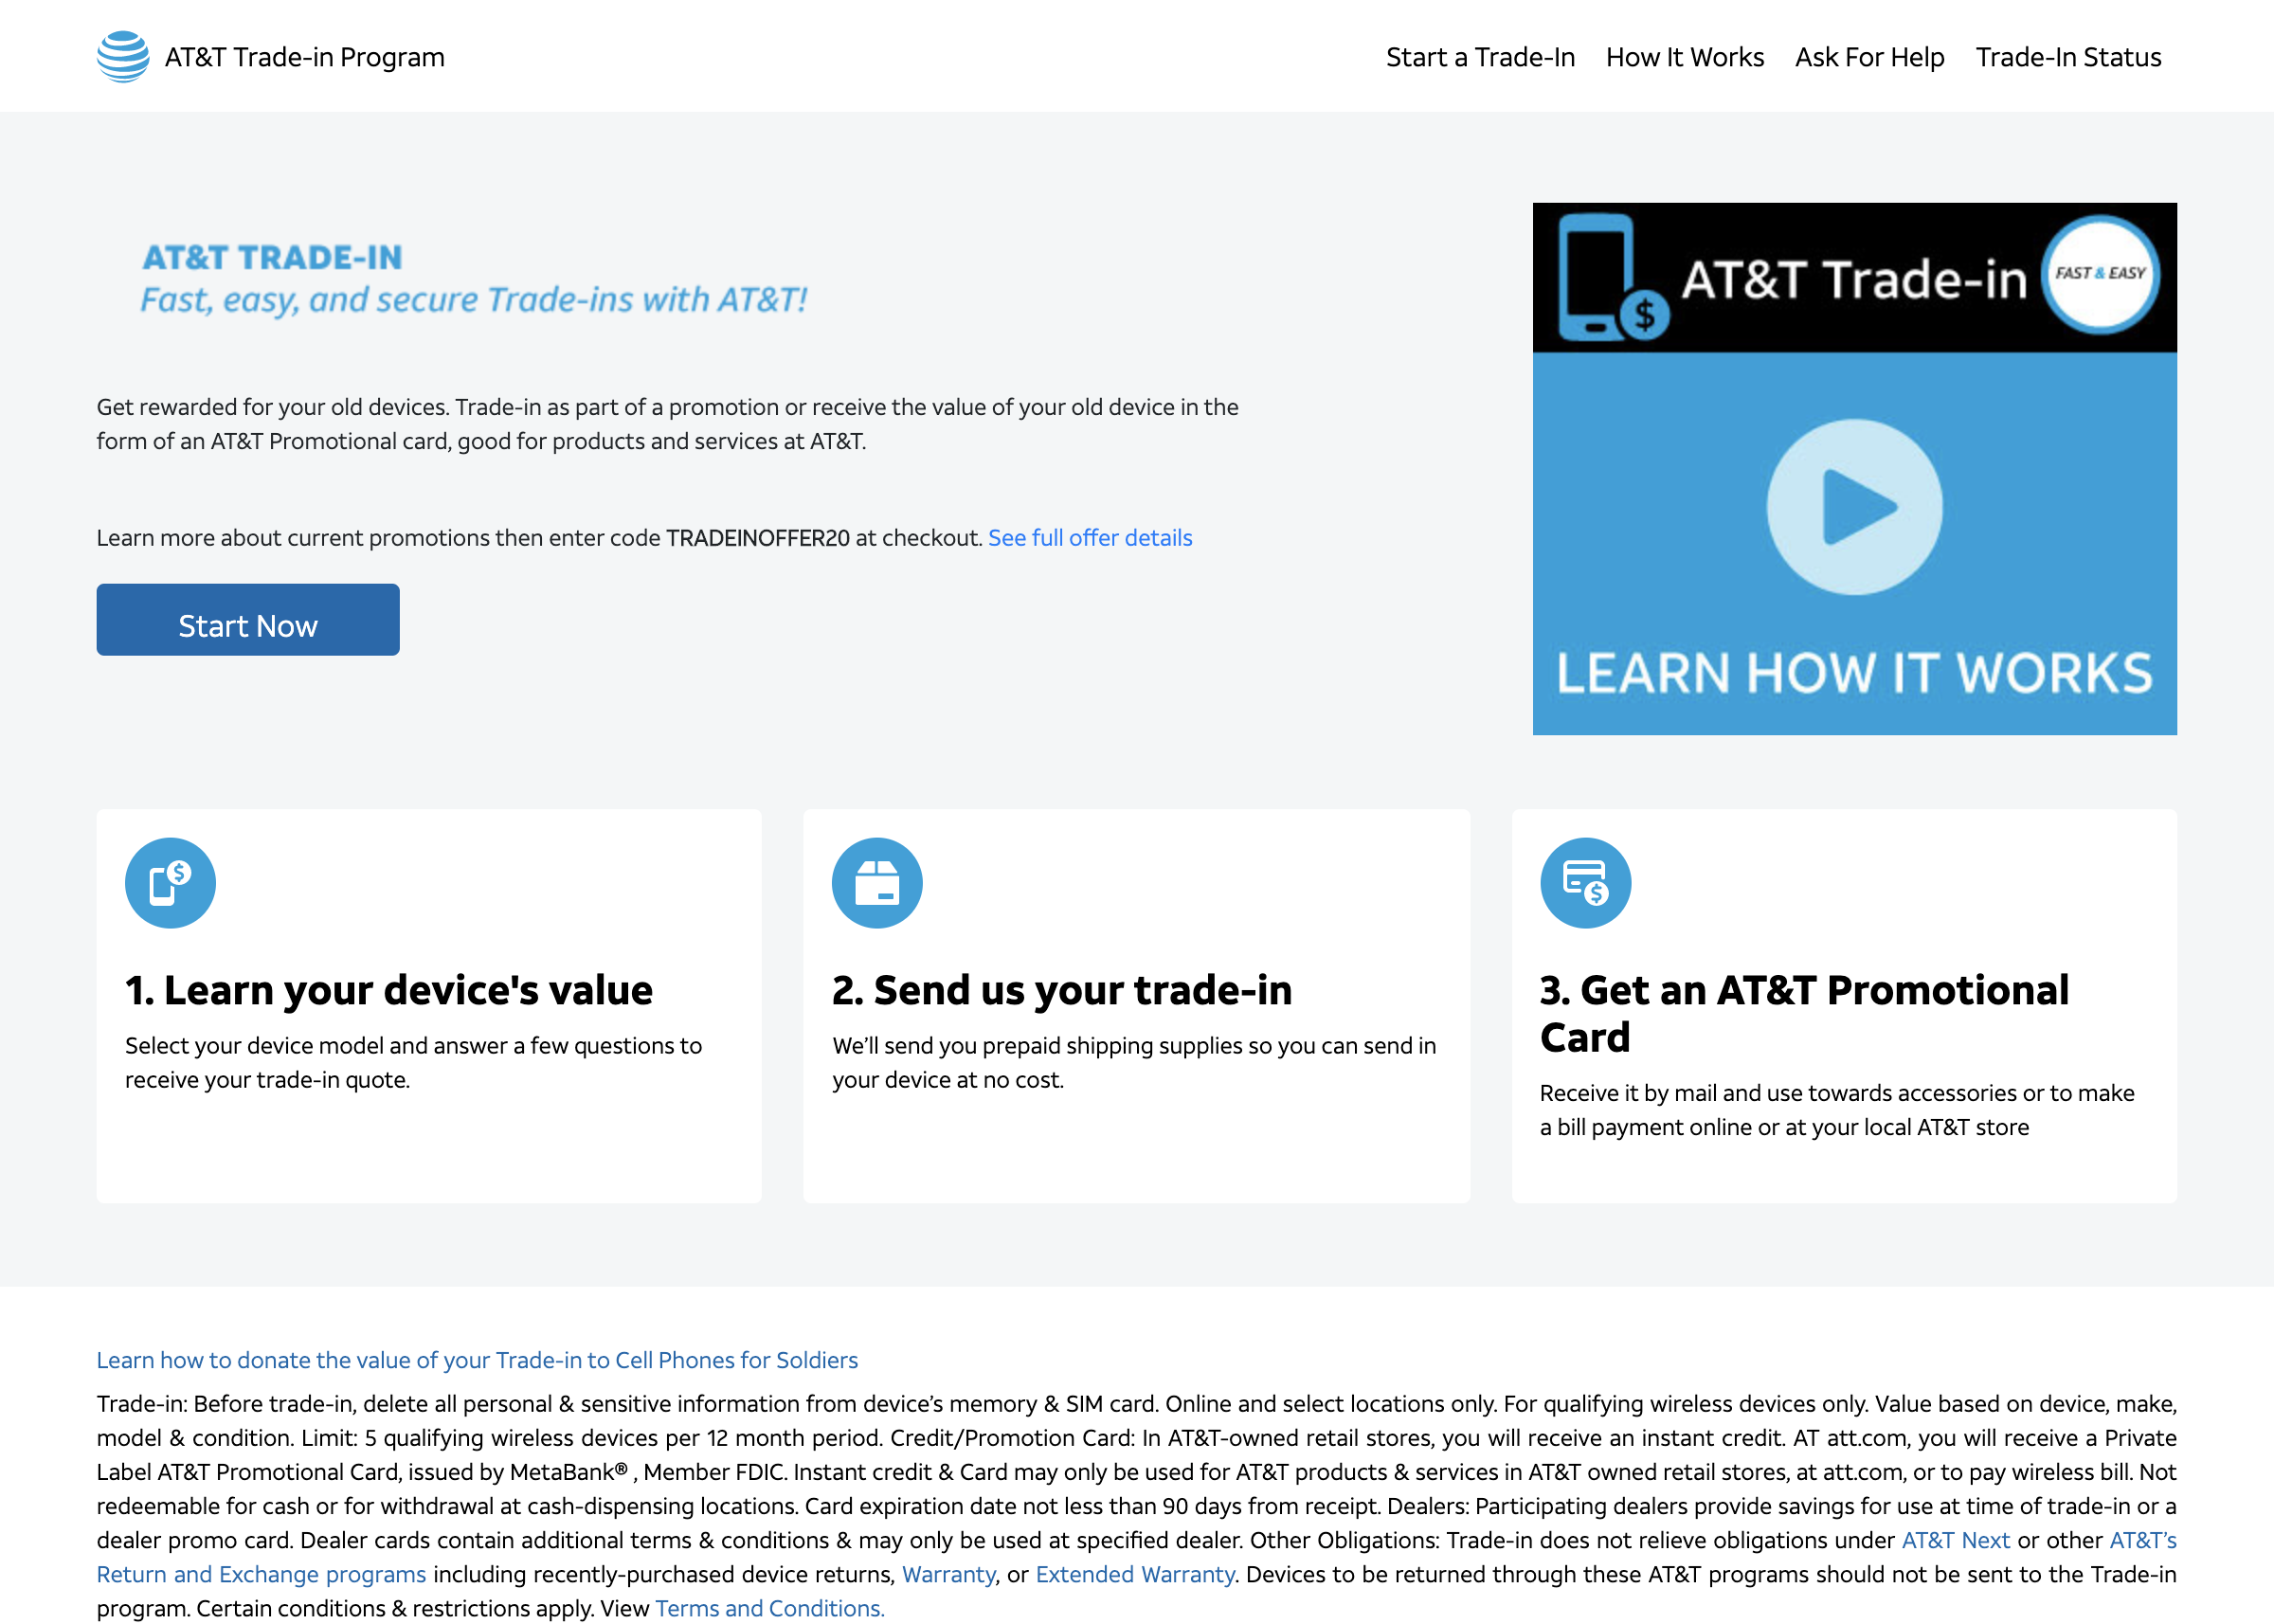 AT&T Trade-in Program
Start a Trade-In How It Works Ask For Help Trade-In Status
AT&T TRADE-IN
Fast, easy, and secure Trade-ins with AT&T!
Get rewarded for your old devices. Trade-in as part of a promotion or receive the value of your old device in the
form of an AT&T Promotional card, good for products and services at AT&T.
Learn more about current promotions then enter code TRADEINOFFER20 at checkout. See full offer details
Start Now
$ AT&T Trade-in FAST & EASY
LEARN HOW IT WORKS
$
1. Learn your device's value
Select your device model and answer a few questions to
receive your trade-in quote.
2. Send us your trade-in
We’ll send you prepaid shipping supplies so you can send in
your device at no cost.
$
3. Get an AT&T Promotional
Card
Receive it by mail and use towards accessories or to make
a bill payment online or at your local AT&T store
Learn how to donate the value of your Trade-in to Cell Phones for Soldiers
Trade-in: Before trade-in, delete all personal & sensitive information from device’s memory & SIM card. Online and select locations only. For qualifying wireless devices only. Value based on device, make,
model & condition. Limit: 5 qualifying wireless devices per 12 month period. Credit/Promotion Card: In AT&T-owned retail stores, you will receive an instant credit. AT att.com, you will receive a Private
Label AT&T Promotional Card, issued by MetaBank® , Member FDIC. Instant credit & Card may only be used for AT&T products & services in AT&T owned retail stores, at att.com, or to pay wireless bill. Not
redeemable for cash or for withdrawal at cash-dispensing locations. Card expiration date not less than 90 days from receipt. Dealers: Participating dealers provide savings for use at time of trade-in or a
dealer promo card. Dealer cards contain additional terms & conditions & may only be used at specified dealer. Other Obligations: Trade-in does not relieve obligations under AT&T Next or other AT&T’s
Return and Exchange programs including recently-purchased device returns, Warranty, or Extended Warranty. Devices to be returned through these AT&T programs should not be sent to the Trade-in
program. Certain conditions & restrictions apply. View Terms and Conditions.